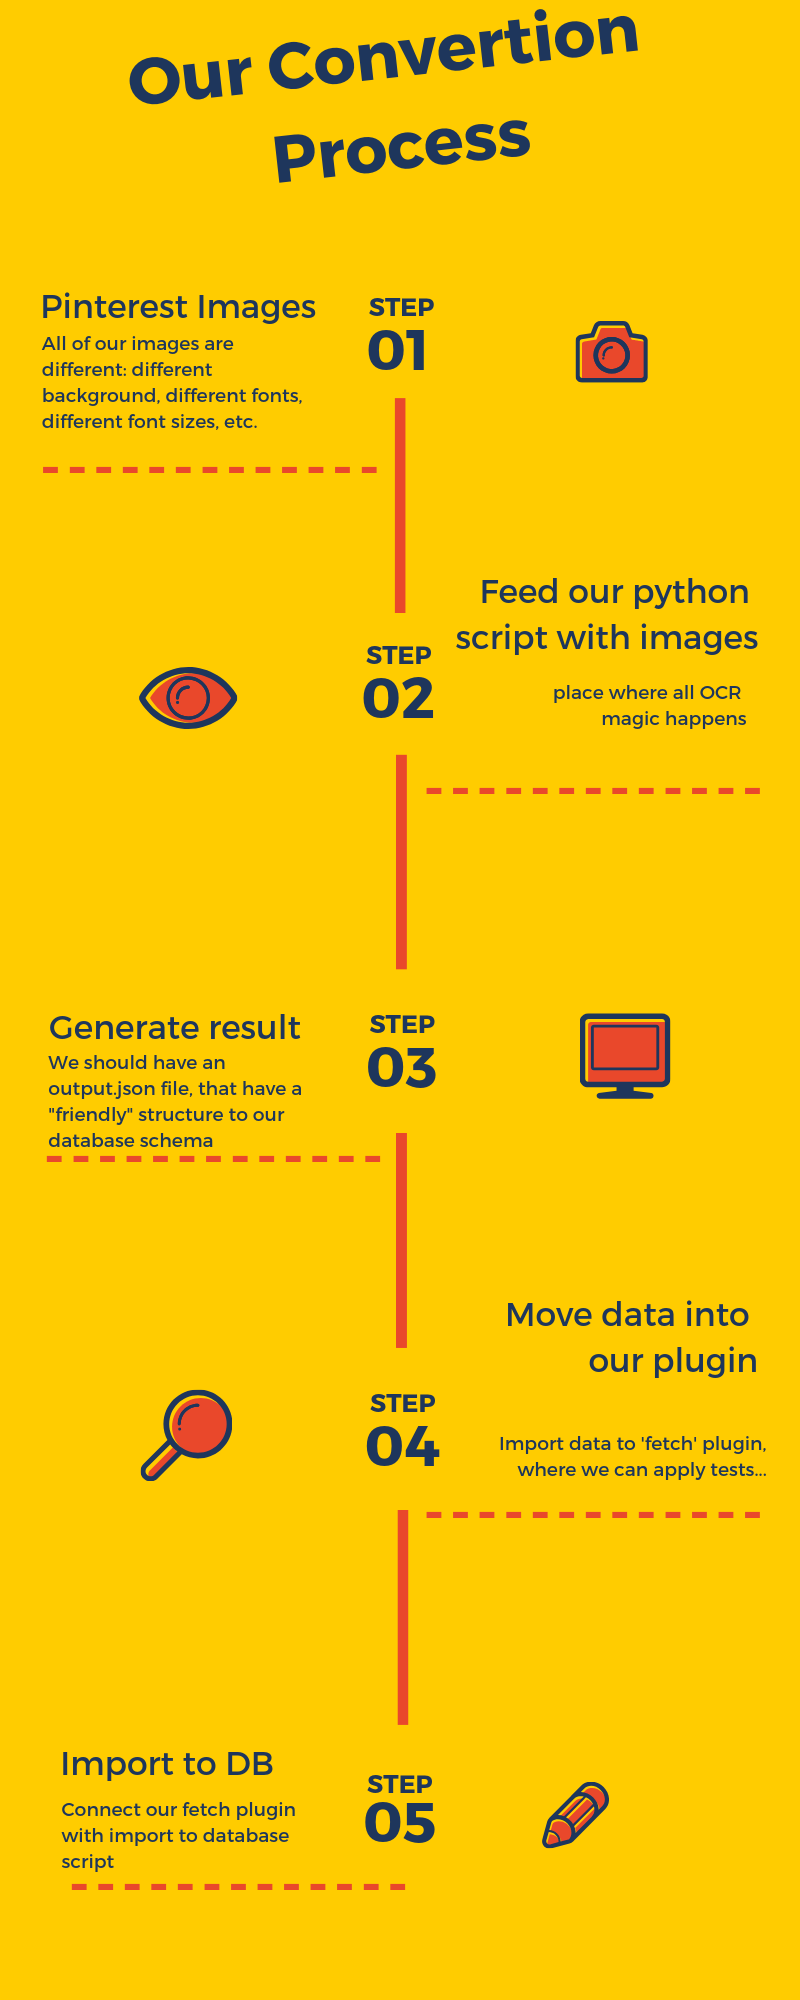 Our Convertion
Process
Pinterest Images
All of our images are
different: different
background, different fonts,
different font sizes, etc.
STEP
01
Feed our python
script with images
place where all OCR
magic happens
STEP
02
Generate result
We should have an
output.json file, that have a
"friendly" structure to our
database schema
STEP
03
Move data into
our plugin
Import data to 'fetch' plugin,
where we can apply tests...
STEP
04
Import to DB
Connect our fetch plugin
with import to database
script
STEP
05